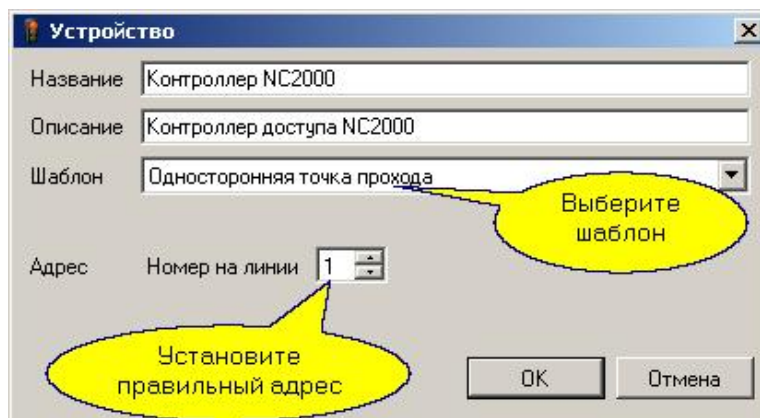 Устройство
Название Контроллер NC2000
Описание Контроллер доступа NC2000
Шаблон Односторонняя точка прохода
Выберите
шаблон
Адрес Номер на линии 1
Установите
правильный адрес
OK Отмена